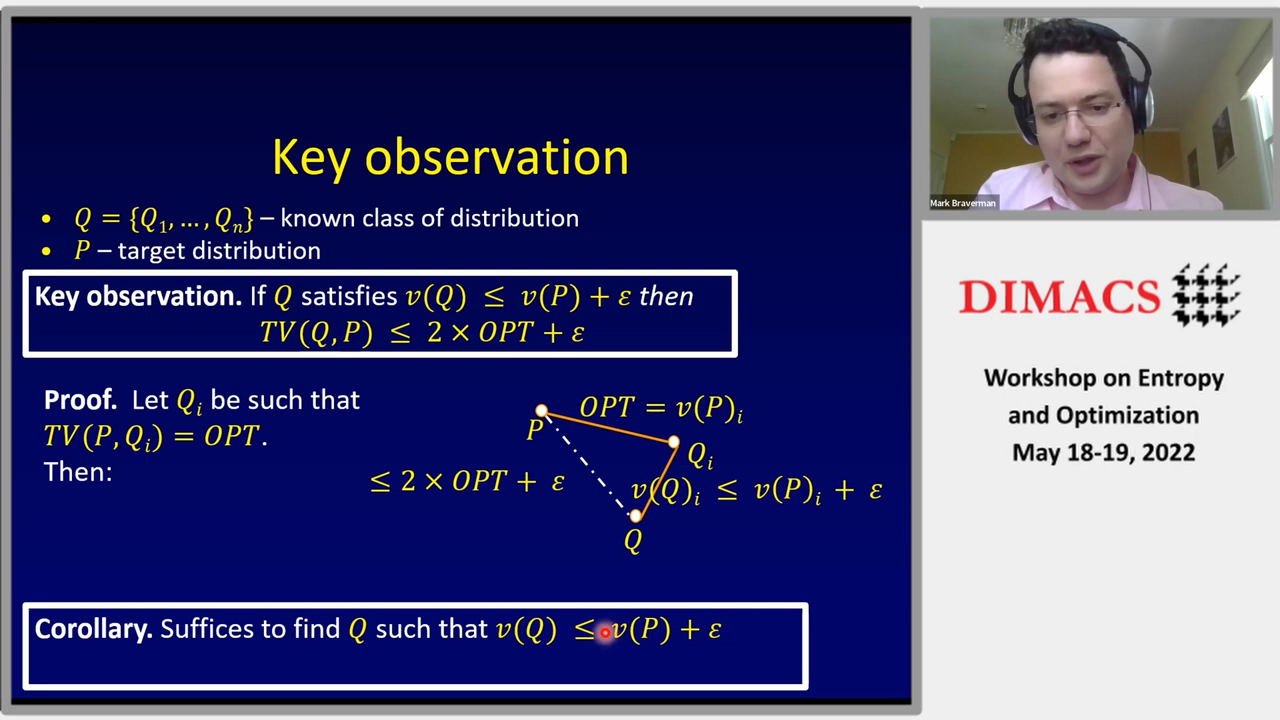 Key observation
• Q = {Q₁, … , Qₙ} – known class of distribution
• P – target distribution
Key observation. If Q satisfies v(Q) ≤ v(P) + ε then
TV(Q, P) ≤ 2 × OPT + ε
Proof. Let Qᵢ be such that
TV(P, Qᵢ) = OPT.
Then:
OPT = v(P)ᵢ
P
Qᵢ
≤ 2 × OPT + ε
v(Q)ᵢ ≤ v(P)ᵢ + ε
Q
Corollary. Suffices to find Q such that v(Q) ≤ v(P) + ε
Mark Braverman
DIMACS
Workshop on Entropy
and Optimization
May 18-19, 2022